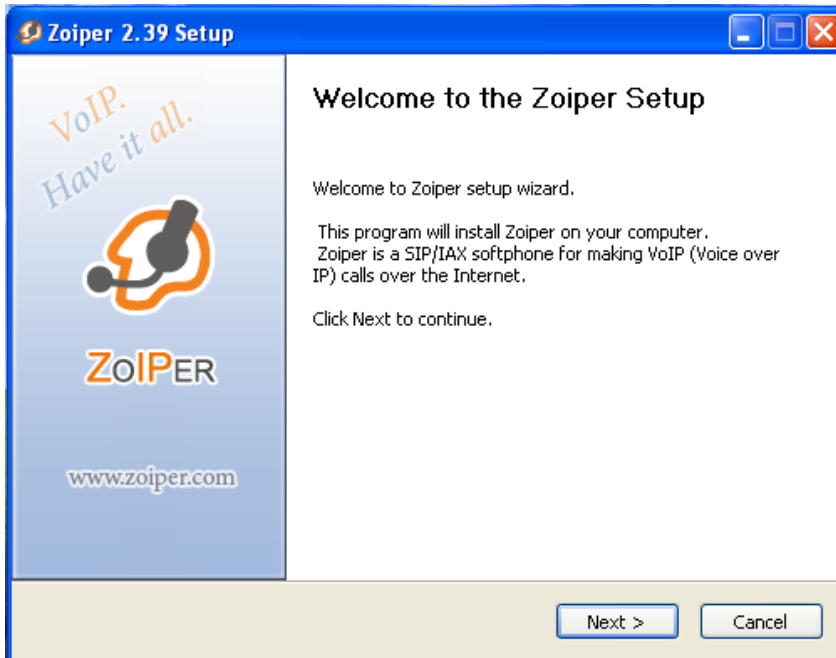 Zoiper 2.39 Setup
VoIP.
Have it all.
ZoIPER
www.zoiper.com
Welcome to the Zoiper Setup
Welcome to Zoiper setup wizard.
This program will install Zoiper on your computer.
Zoiper is a SIP/IAX softphone for making VoIP (Voice over
IP) calls over the Internet.
Click Next to continue.
Next >
Cancel